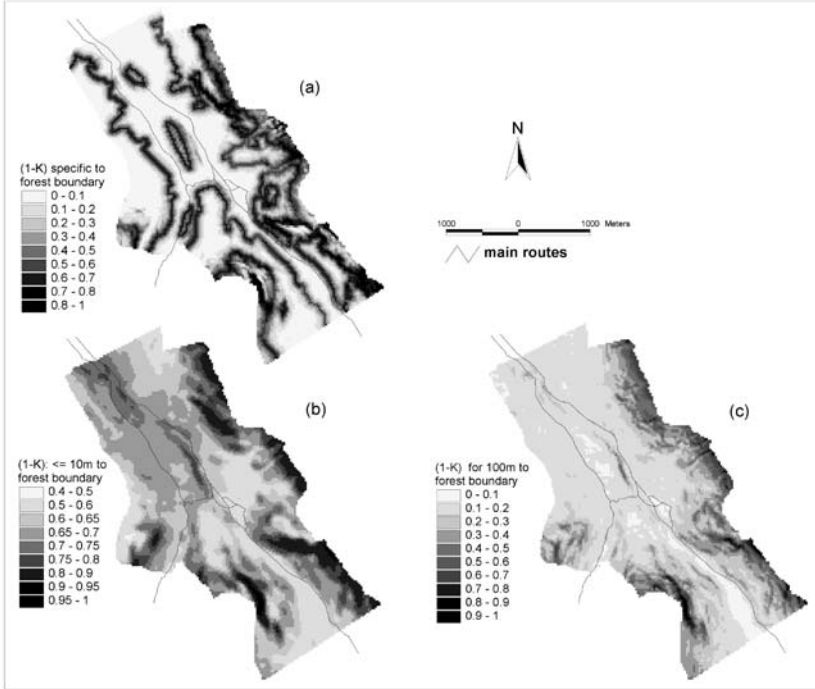 (a)
(1-K) specific to
forest boundary
0 - 0.1
0.1 - 0.2
0.2 - 0.3
0.3 - 0.4
0.4 - 0.5
0.5 - 0.6
0.6 - 0.7
0.7 - 0.8
0.8 - 1
N
1000 0 1000 Meters
main routes
(b)
(1-K): <= 10m to
forest boundary
0.4 - 0.5
0.5 - 0.6
0.6 - 0.65
0.65 - 0.7
0.7 - 0.75
0.75 - 0.8
0.8 - 0.9
0.9 - 0.95
0.95 - 1
(c)
(1-K) for 100m to
forest boundary
0 - 0.1
0.1 - 0.2
0.2 - 0.3
0.3 - 0.4
0.4 - 0.5
0.5 - 0.6
0.6 - 0.7
0.7 - 0.8
0.8 - 0.9
0.9 - 1